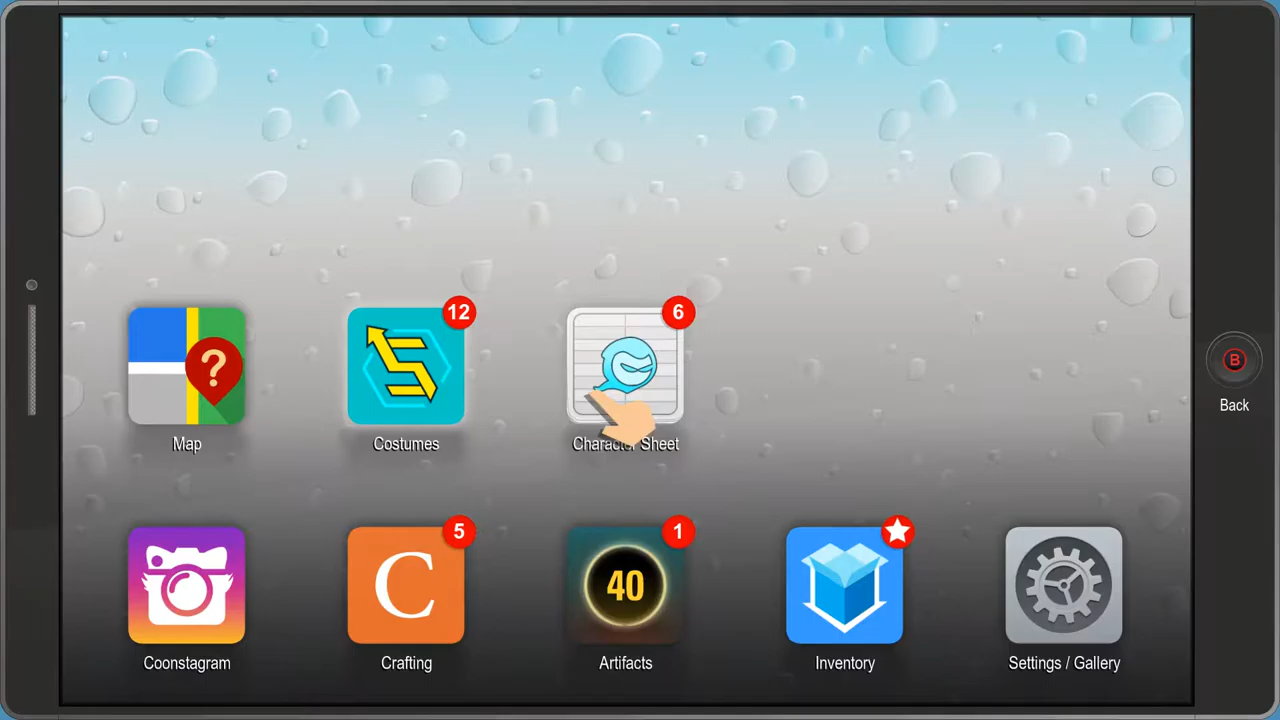 12
6
?
Map
Costumes
Character Sheet
B
Back
5
1
C
40
Coonstagram
Crafting
Artifacts
Inventory
Settings / Gallery